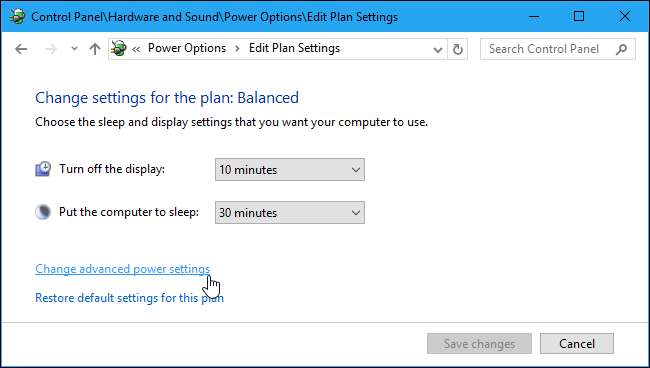 Control Panel\Hardware and Sound\Power Options\Edit Plan Settings
« Power Options > Edit Plan Settings
Search Control Panel
Change settings for the plan: Balanced
Choose the sleep and display settings that you want your computer to use.
Turn off the display: 10 minutes
Put the computer to sleep: 30 minutes
Change advanced power settings
Restore default settings for this plan
Save changes Cancel